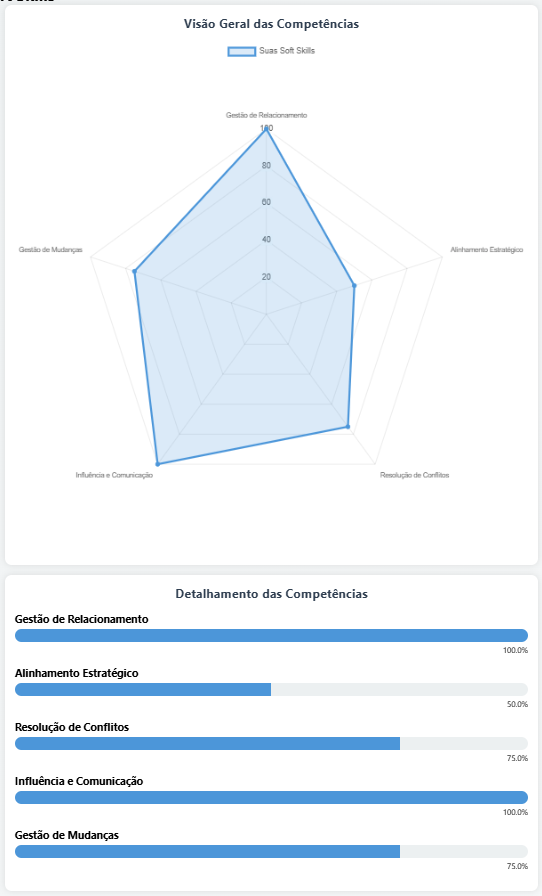 Visão Geral das Competências
Suas Soft Skills
Gestão de Relacionamento
100
80
60
40
20
Gestão de Mudanças
Alinhamento Estratégico
Influência e Comunicação
Resolução de Conflitos
Detalhamento das Competências
Gestão de Relacionamento
100.0%
Alinhamento Estratégico
50.0%
Resolução de Conflitos
75.0%
Influência e Comunicação
100.0%
Gestão de Mudanças
75.0%